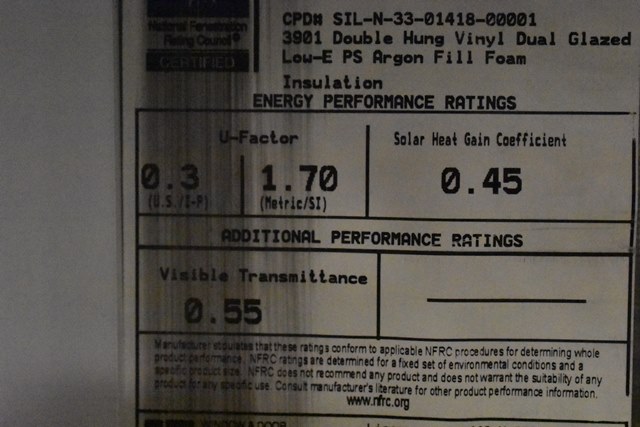 National Fenestration
Rating Council®
CERTIFIED
CPD# SIL-N-33-01418-00001
3901 Double Hung Vinyl Dual Glazed
Low-E PS Argon Fill Foam
Insulation
ENERGY PERFORMANCE RATINGS
U-Factor
Solar Heat Gain Coefficient
0.3
1.70
0.45
(U.S./I-P)
(Metric/SI)
ADDITIONAL PERFORMANCE RATINGS
Visible Transmittance
0.55
Manufacturer stipulates that these ratings conform to applicable NFRC procedures for determining whole
product performance. NFRC ratings are determined for a fixed set of environmental conditions and a
specific product size. NFRC does not recommend any product and does not warrant the suitability of any
product for any specific use. Consult manufacturer's literature for other product performance information.
www.nfrc.org